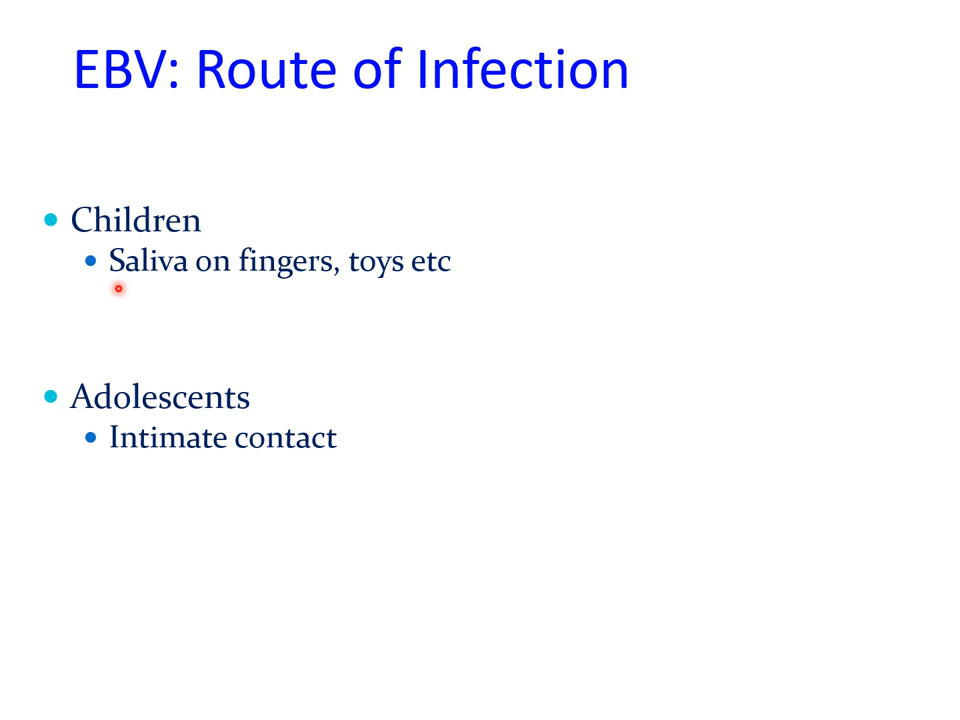 EBV: Route of Infection
Children
Saliva on fingers, toys etc
Adolescents
Intimate contact